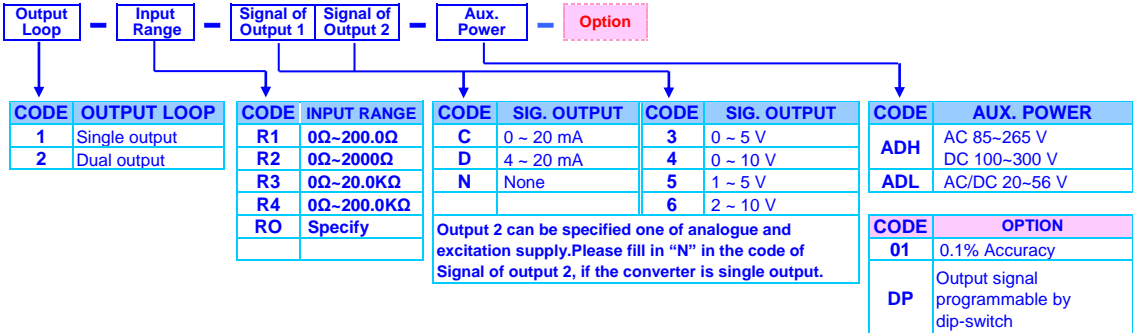 Output Loop
Input Range
Signal of Output 1
Signal of Output 2
Aux. Power
Option
CODE OUTPUT LOOP
1 Single output
2 Dual output
CODE INPUT RANGE
R1 0Ω~200.0Ω
R2 0Ω~2000Ω
R3 0Ω~20.0KΩ
R4 0Ω~200.0KΩ
RO Specify
CODE SIG. OUTPUT CODE SIG. OUTPUT
C 0 ~ 20 mA 3 0 ~ 5 V
D 4 ~ 20 mA 4 0 ~ 10 V
N None 5 1 ~ 5 V
6 2 ~ 10 V
Output 2 can be specified one of analogue and
excitation supply.Please fill in “N” in the code of
Signal of output 2, if the converter is single output.
CODE AUX. POWER
ADH AC 85~265 V
DC 100~300 V
ADL AC/DC 20~56 V
CODE OPTION
01 0.1% Accuracy
DP Output signal
programmable by
dip-switch